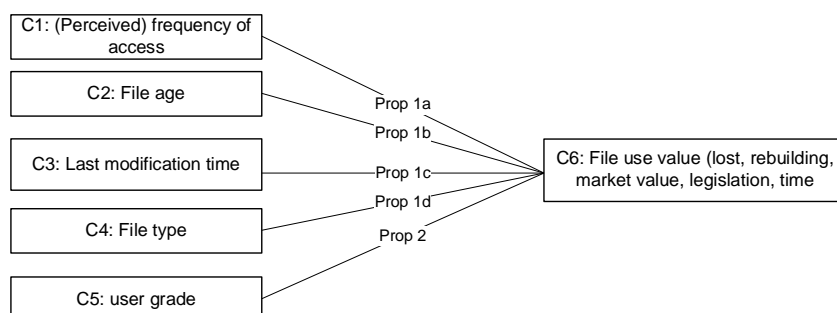 C1: (Perceived) frequency of
access
C2: File age
C3: Last modification time
C4: File type
C5: user grade
Prop 1a
Prop 1b
Prop 1c
Prop 1d
Prop 2
C6: File use value (lost, rebuilding,
market value, legislation, time